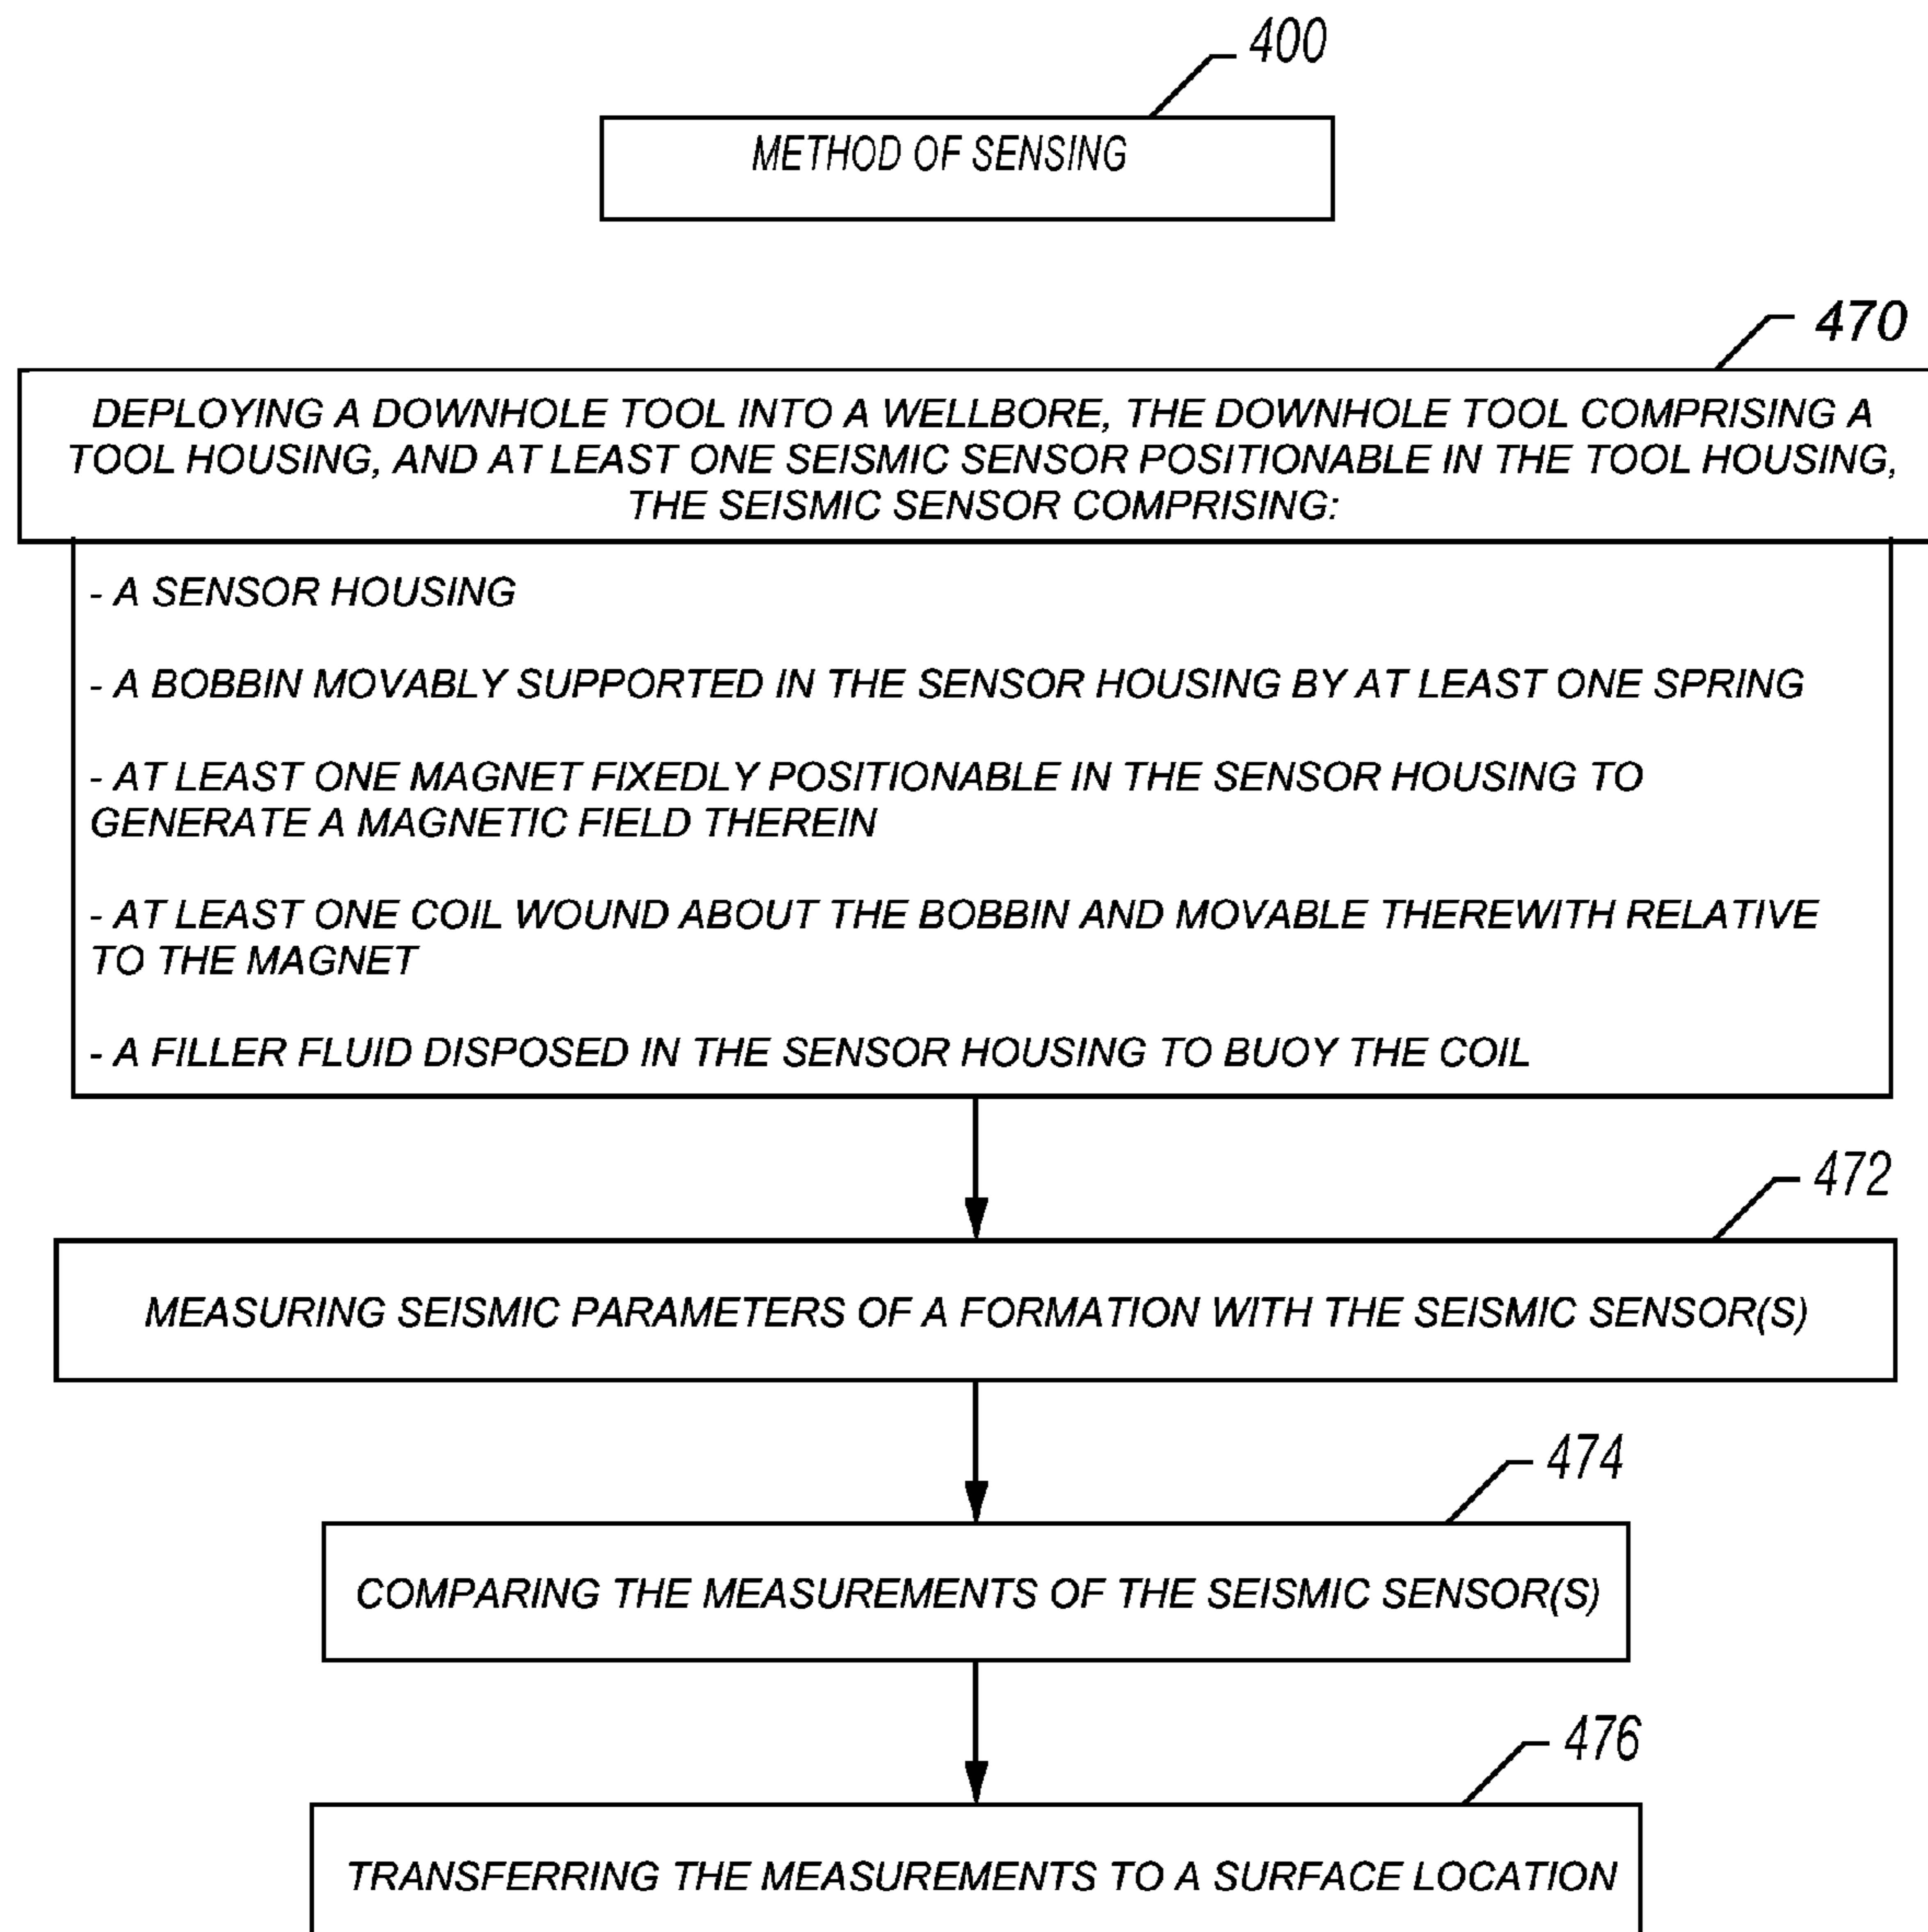 400
METHOD OF SENSING
470
DEPLOYING A DOWNHOLE TOOL INTO A WELLBORE, THE DOWNHOLE TOOL COMPRISING A
TOOL HOUSING, AND AT LEAST ONE SEISMIC SENSOR POSITIONABLE IN THE TOOL HOUSING,
THE SEISMIC SENSOR COMPRISING:
- A SENSOR HOUSING
- A BOBBIN MOVABLY SUPPORTED IN THE SENSOR HOUSING BY AT LEAST ONE SPRING
- AT LEAST ONE MAGNET FIXEDLY POSITIONABLE IN THE SENSOR HOUSING TO
GENERATE A MAGNETIC FIELD THEREIN
- AT LEAST ONE COIL WOUND ABOUT THE BOBBIN AND MOVABLE THEREWITH RELATIVE
TO THE MAGNET
- A FILLER FLUID DISPOSED IN THE SENSOR HOUSING TO BUOY THE COIL
472
MEASURING SEISMIC PARAMETERS OF A FORMATION WITH THE SEISMIC SENSOR(S)
474
COMPARING THE MEASUREMENTS OF THE SEISMIC SENSOR(S)
476
TRANSFERRING THE MEASUREMENTS TO A SURFACE LOCATION